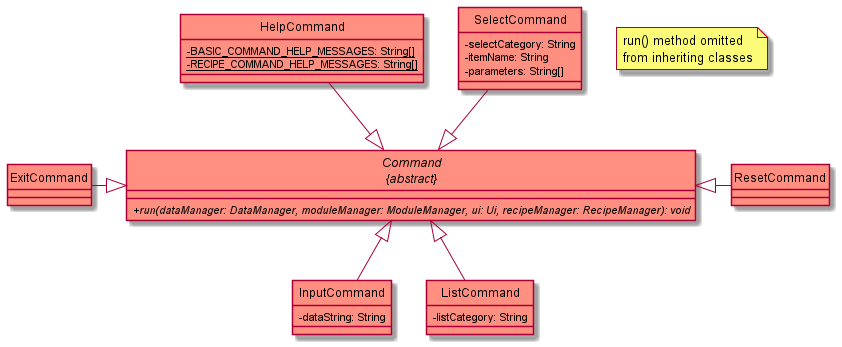 HelpCommand
-BASIC_COMMAND_HELP_MESSAGES: String[]
-RECIPE_COMMAND_HELP_MESSAGES: String[]
SelectCommand
-selectCategory: String
-itemName: String
-parameters: String[]
run() method omitted
from inheriting classes
ExitCommand
Command
{abstract}
+run(dataManager: DataManager, moduleManager: ModuleManager, ui: Ui, recipeManager: RecipeManager): void
ResetCommand
InputCommand
-dataString: String
ListCommand
-listCategory: String